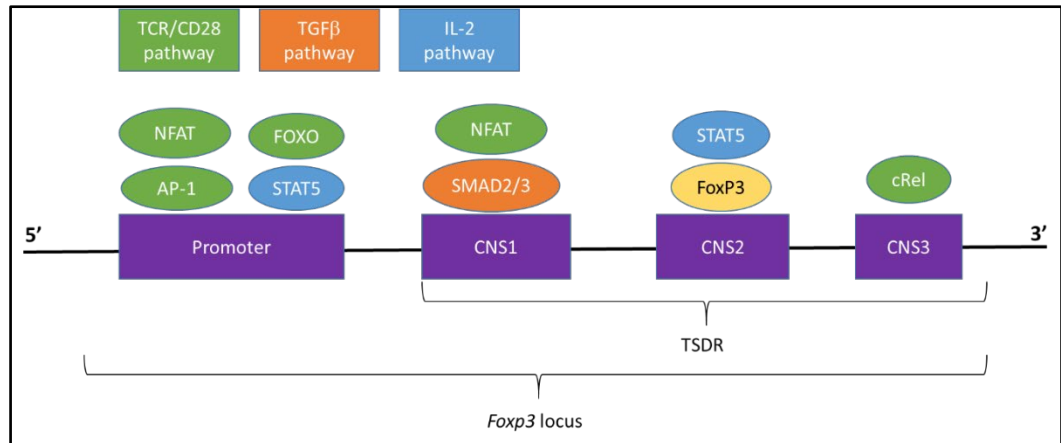 TCR/CD28
pathway
TGFβ
pathway
IL-2
pathway
NFAT
FOXO
NFAT
STAT5
AP-1
STAT5
SMAD2/3
FoxP3
cRel
5’
Promoter
CNS1
CNS2
CNS3
3’
TSDR
Foxp3 locus